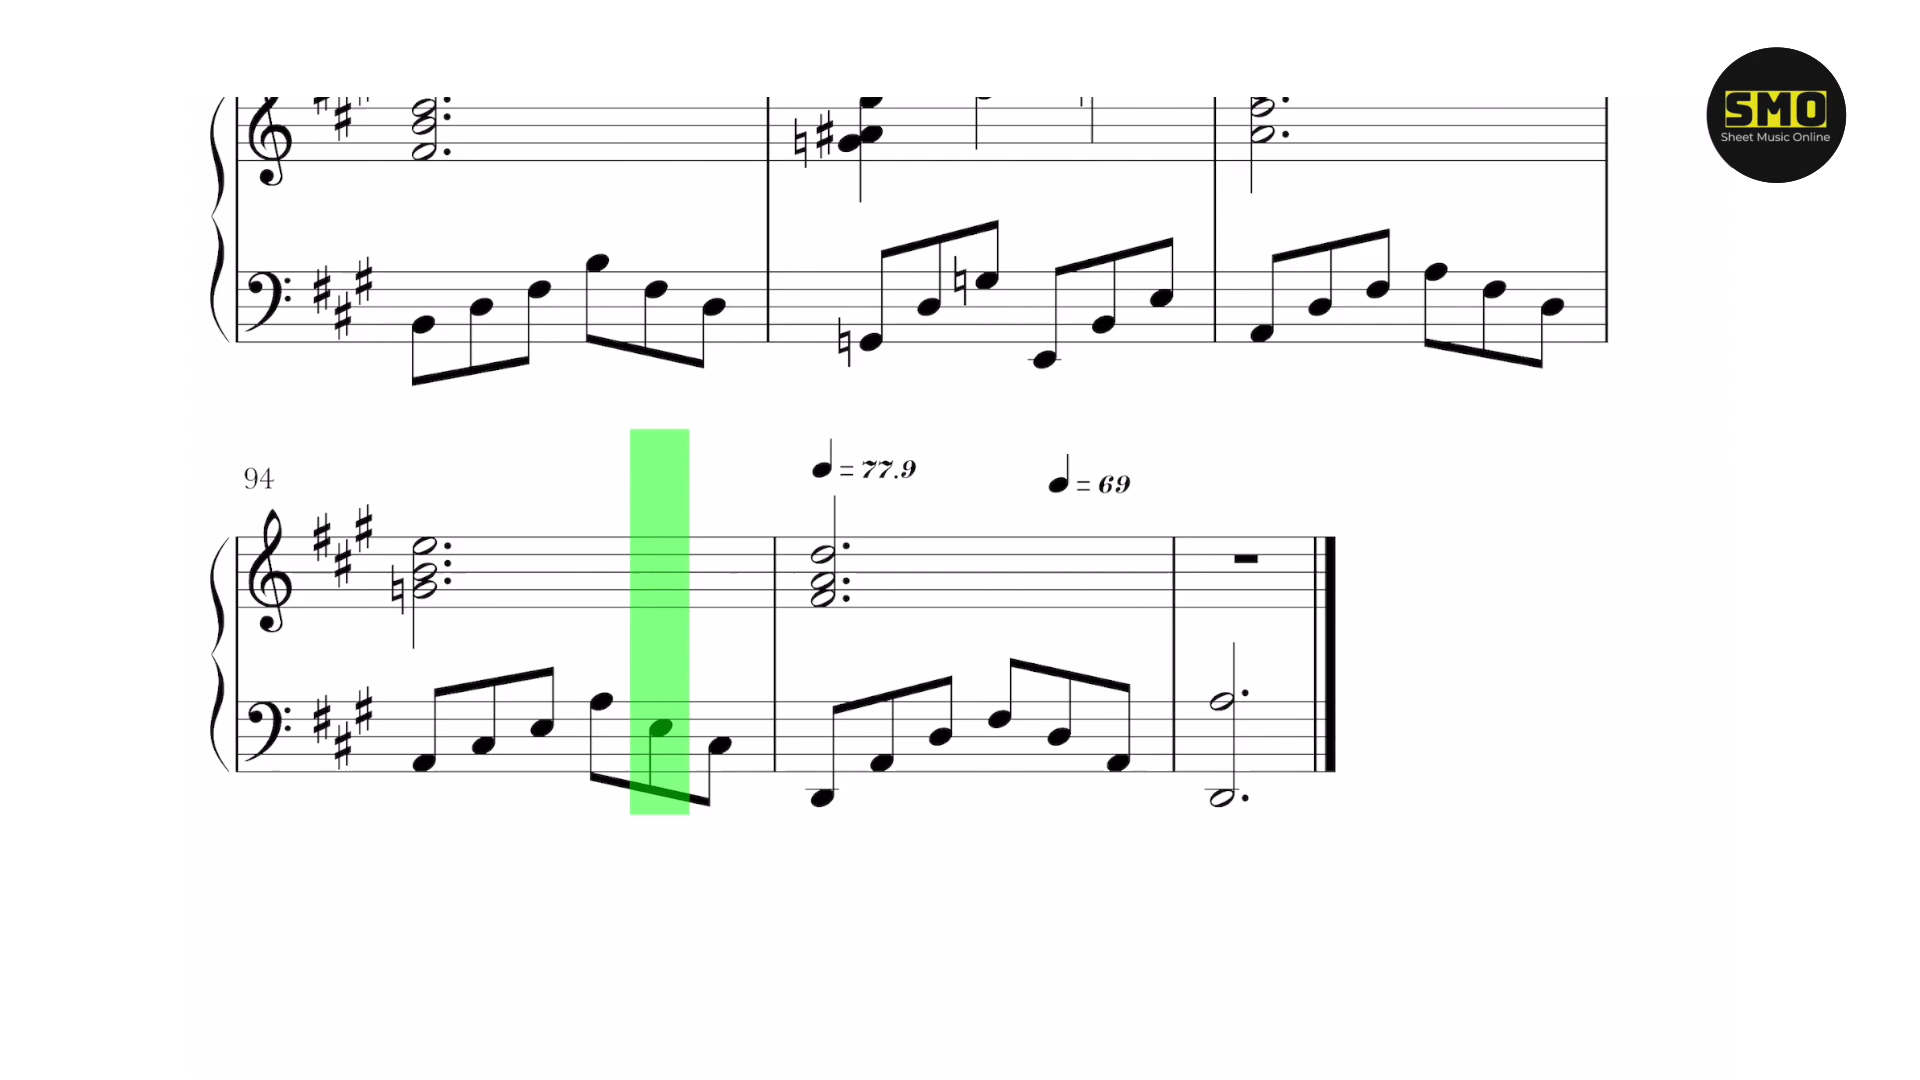 SMO
Sheet Music Online
94
= 77.9
= 69